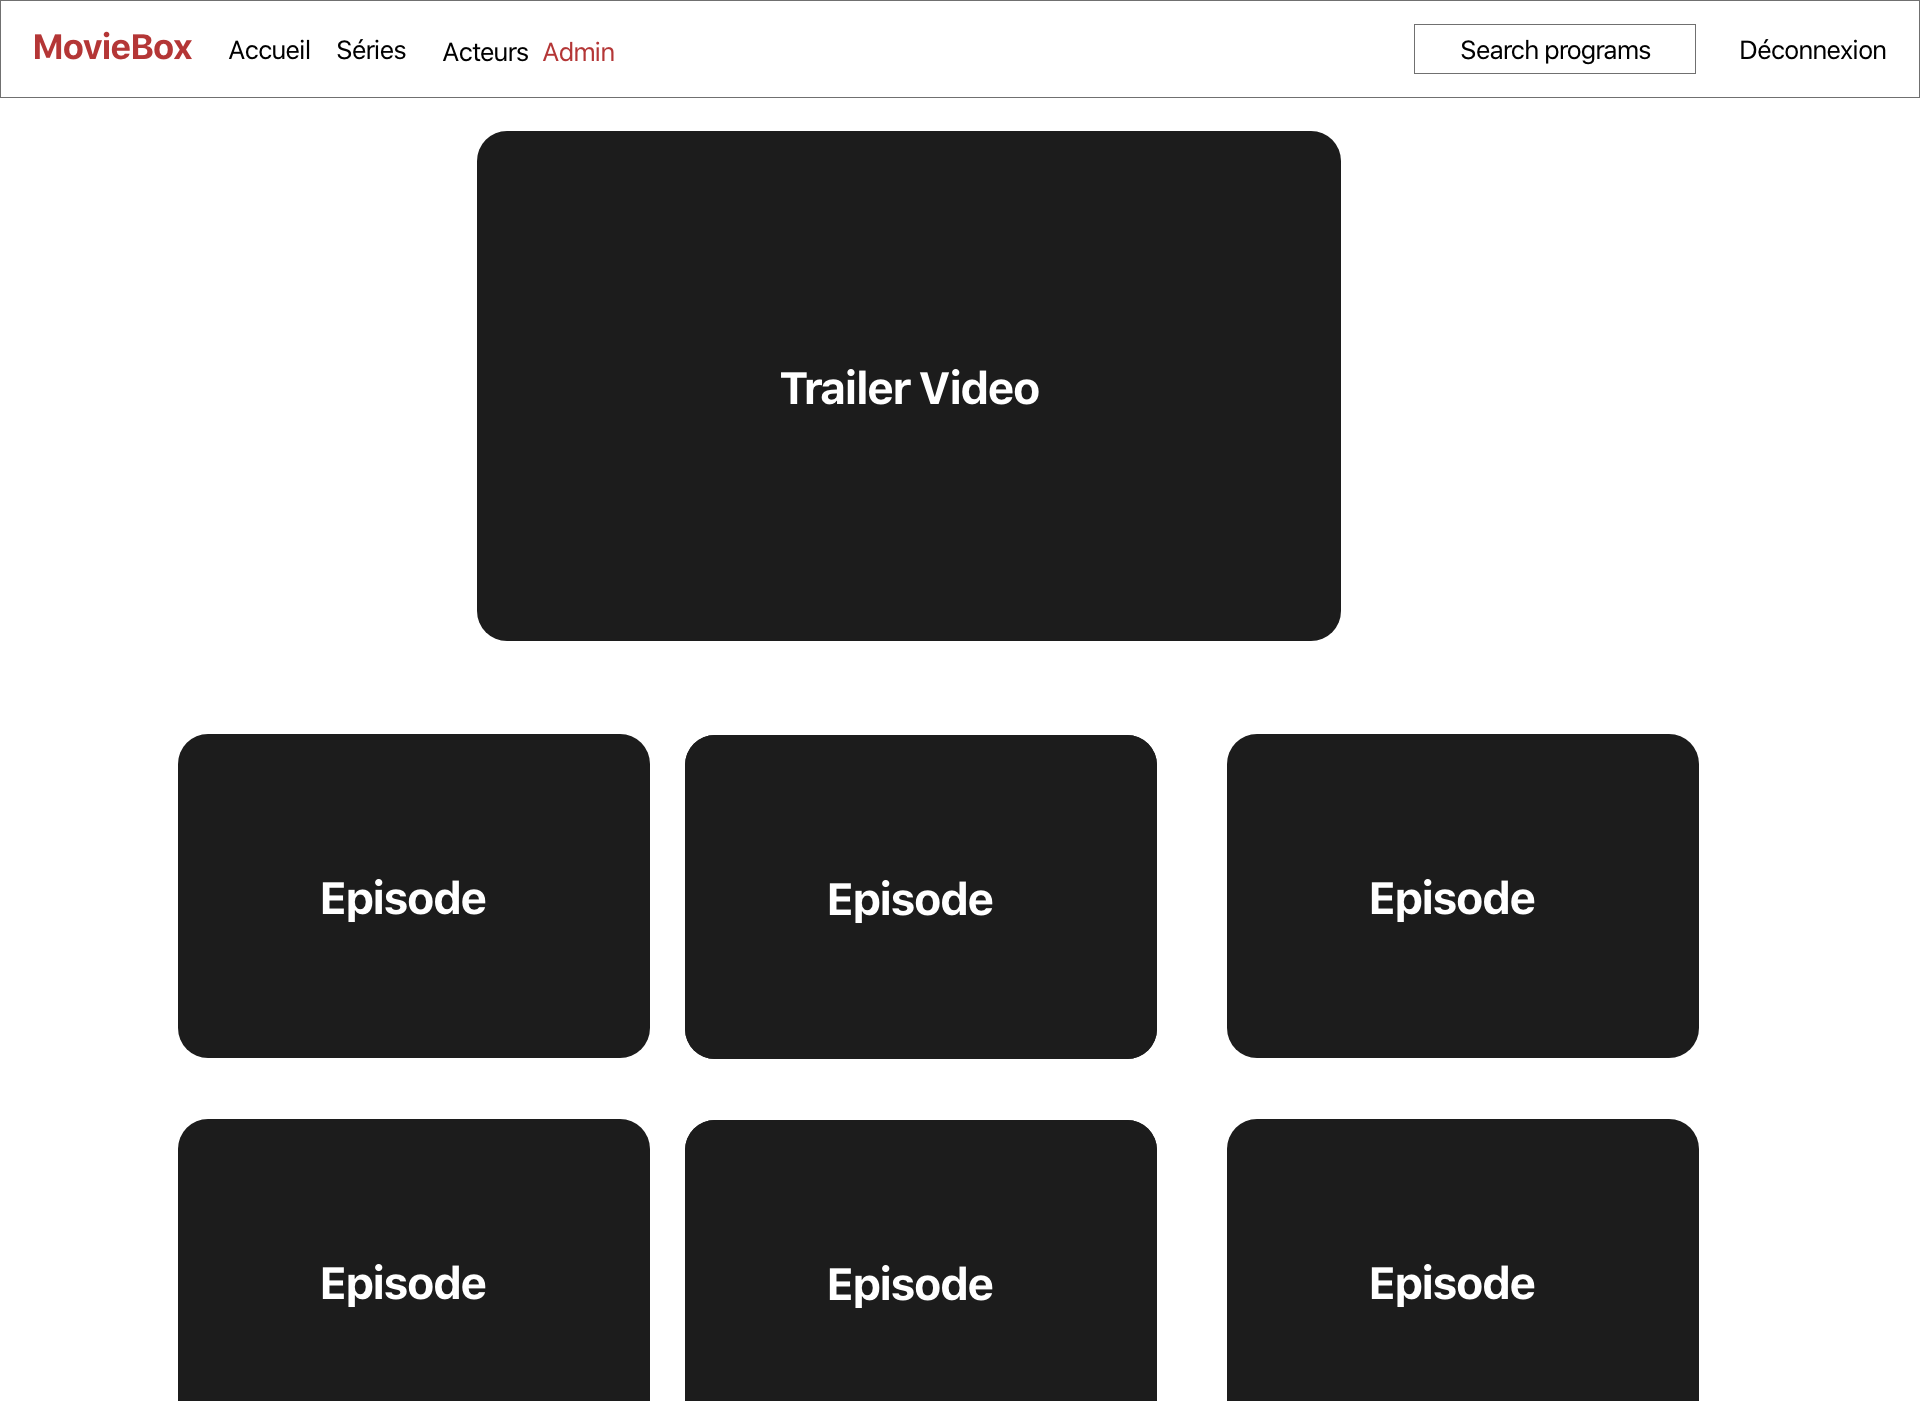 MovieBox Accueil Séries Acteurs Admin Search programs Déconnexion
Trailer Video
Episode Episode Episode
Episode Episode Episode